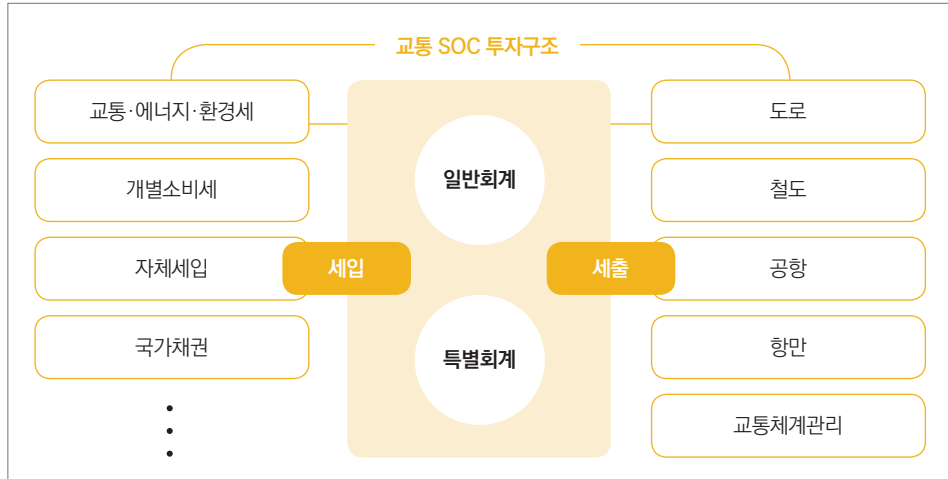 교통 SOC 투자구조
교통·에너지·환경세
개별소비세
자체세입
국가채권
세입
일반회계
특별회계
세출
도로
철도
공항
항만
교통체계관리